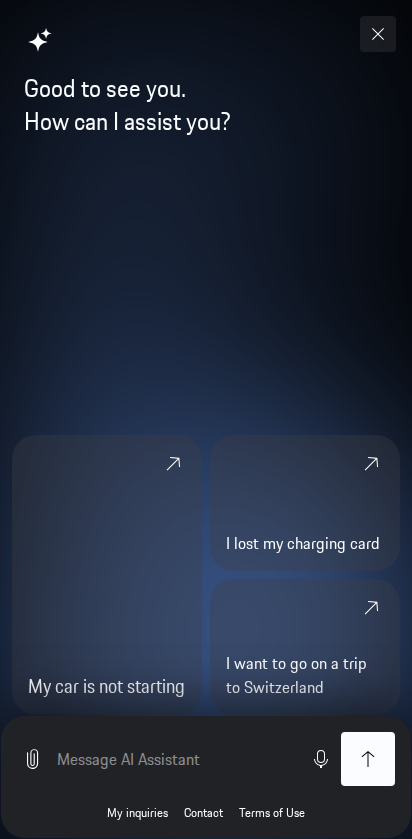 Good to see you.
How can I assist you?
I lost my charging card
My car is not starting
I want to go on a trip
to Switzerland
Message AI Assistant
My inquiries Contact Terms of Use